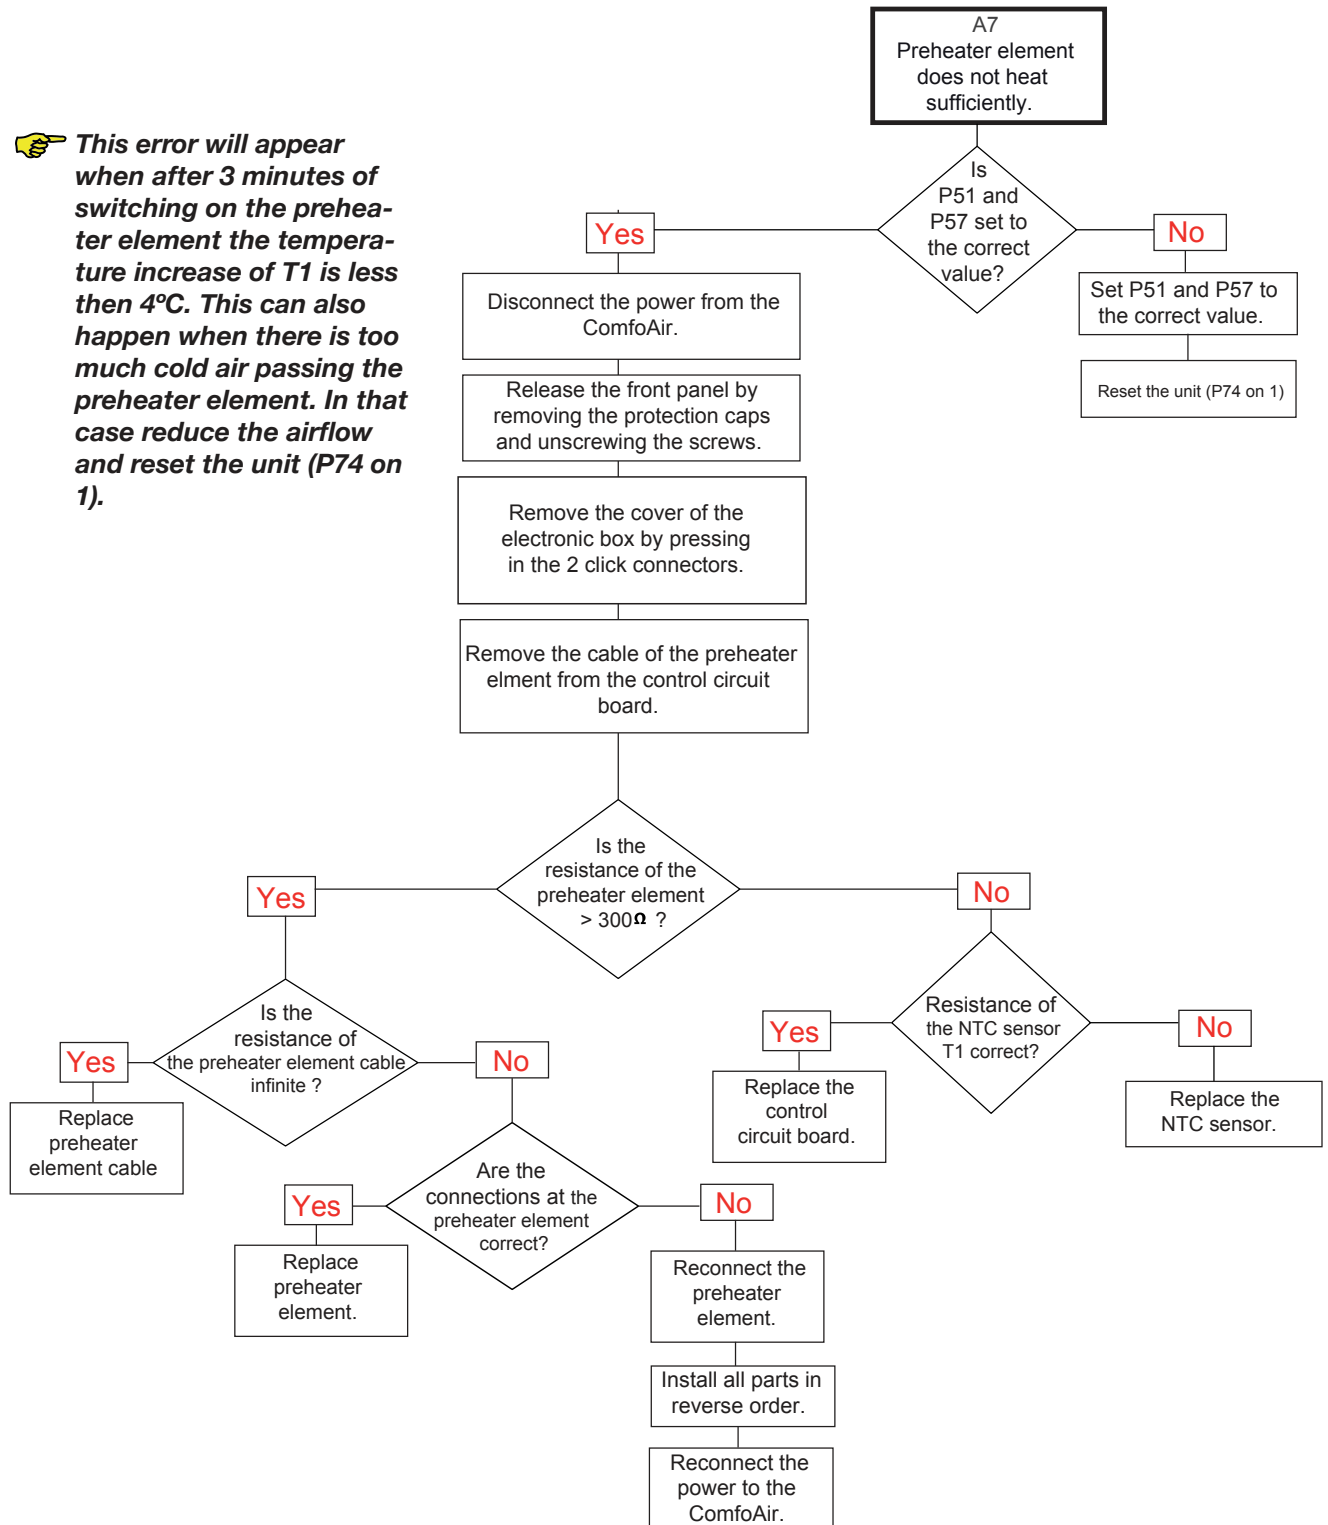 A7
Preheater element
does not heat
sufficiently.
This error will appear
when after 3 minutes of
switching on the prehea-
ter element the tempera-
ture increase of T1 is less
then 4ºC. This can also
happen when there is too
much cold air passing the
preheater element. In that
case reduce the airflow
and reset the unit (P74 on
1).
Is
P51 and
P57 set to
the correct
value?
Yes
No
Set P51 and P57 to
the correct value.
Reset the unit (P74 on 1)
Disconnect the power from the
ComfoAir.
Release the front panel by
removing the protection caps
and unscrewing the screws.
Remove the cover of the
electronic box by pressing
in the 2 click connectors.
Remove the cable of the preheater
elment from the control circuit
board.
Is the
resistance of the
preheater element
> 300Ω ?
Yes
No
Is the
resistance of
the preheater element cable
infinite ?
Yes
No
Replace
preheater
element cable
Resistance of
the NTC sensor
T1 correct?
Yes
No
Replace the
control
circuit board.
Replace the
NTC sensor.
Are the
connections at the
preheater element
correct?
Yes
No
Replace
preheater
element.
Reconnect the
preheater
element.
Install all parts in
reverse order.
Reconnect the
power to the
ComfoAir.